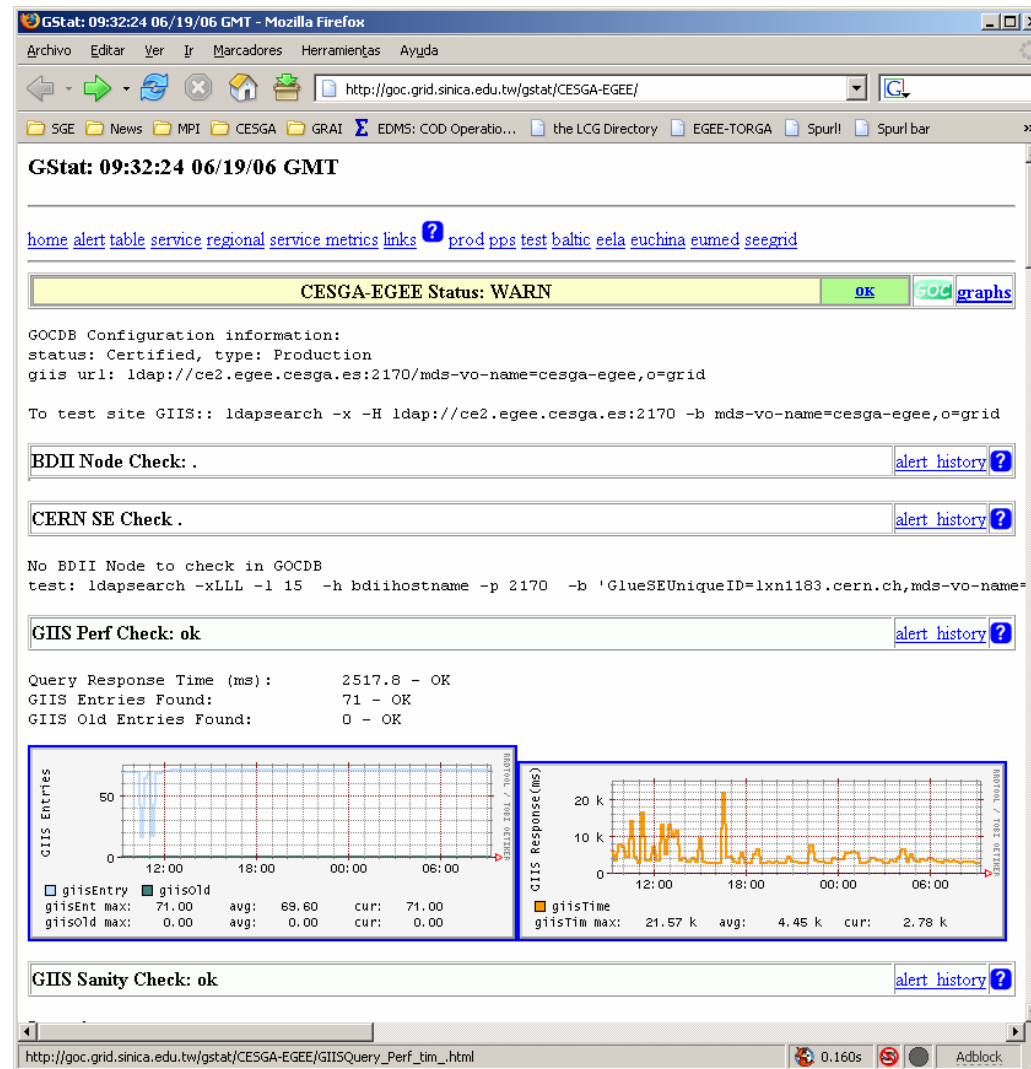 GStat: 09:32:24 06/19/06 GMT - Mozilla Firefox
Archivo Editar Ver Ir Marcadores Herramientas Ayuda
http://goc.grid.sinica.edu.tw/gstat/CESGA-EGEE/
G
SGE News MPI CESGA GRAI Σ EDMS: COD Operatio... the LCG Directory EGEE-TORGA Spurl! Spurl bar »
GStat: 09:32:24 06/19/06 GMT
home alert table service regional service metrics links ? prod pps test baltic eela euchina eumed seegrid
CESGA-EGEE Status: WARN OK GOC graphs
GOCDB Configuration information:
status: Certified, type: Production
giis url: ldap://ce2.egee.cesga.es:2170/mds-vo-name=cesga-egee,o=grid
To test site GIIS:: ldapsearch -x -H ldap://ce2.egee.cesga.es:2170 -b mds-vo-name=cesga-egee,o=grid
BDII Node Check: . alert history ?
CERN SE Check . alert history ?
No BDII Node to check in GOCDB
test: ldapsearch -xLLL -l 15 -h bdiihostname -p 2170 -b 'GlueSEUniqueID=lxn1183.cern.ch,mds-vo-name=
GIIS Perf Check: ok alert history ?
Query Response Time (ms): 2517.8 - OK
GIIS Entries Found: 71 - OK
GIIS Old Entries Found: 0 - OK
GIIS Entries
50
0
12:00 18:00 00:00 06:00
giisEntry giisOld
giisEnt max: 71.00 avg: 69.60 cur: 71.00
giisOld max: 0.00 avg: 0.00 cur: 0.00
RRDTOOL / TOBI OETIKER
GIIS Response(ms)
20 k
10 k
0
12:00 18:00 00:00 06:00
giisTime
giisTim max: 21.57 k avg: 4.45 k cur: 2.78 k
RRDTOOL / TOBI OETIKER
GIIS Sanity Check: ok alert history ?
http://goc.grid.sinica.edu.tw/gstat/CESGA-EGEE/GIISQuery_Perf_tim_.html 0.160s Adblock